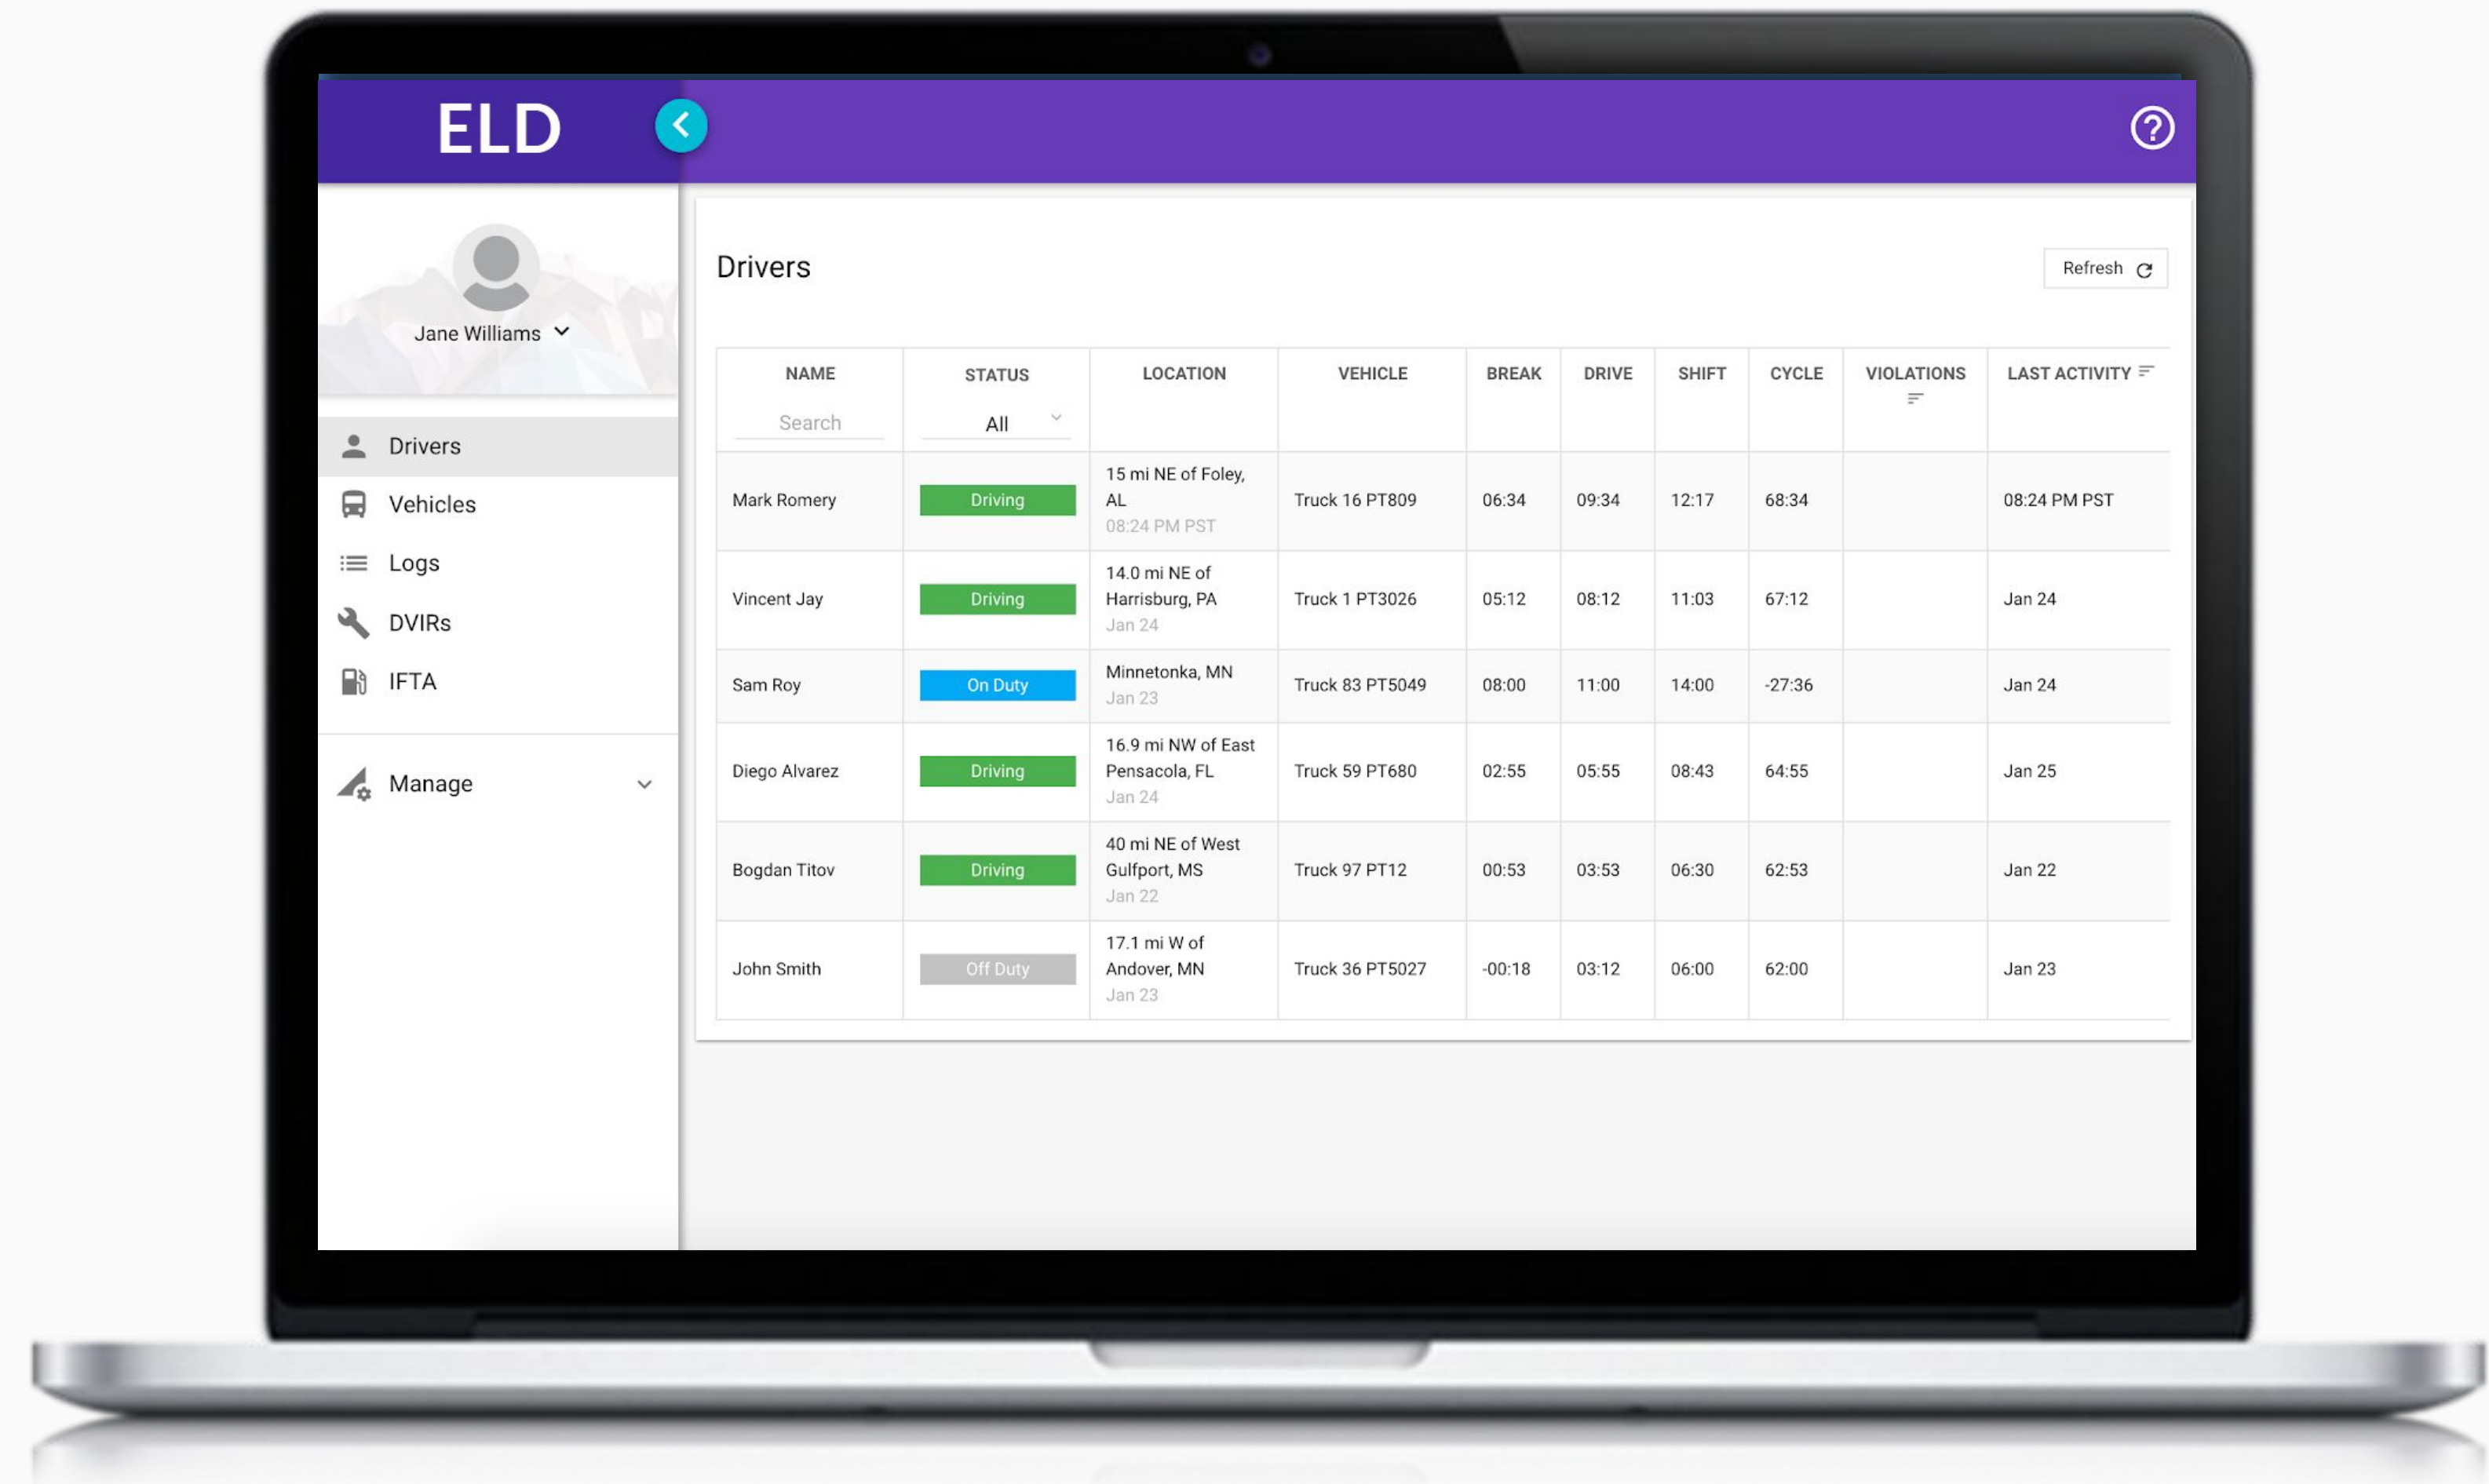 ELD
Jane Williams
Drivers
Vehicles
Logs
DVIRs
IFTA
Manage
Drivers
Refresh
NAME STATUS LOCATION VEHICLE BREAK DRIVE SHIFT CYCLE VIOLATIONS LAST ACTIVITY
Search All
15 mi NE of Foley,
Mark Romery Driving AL Truck 16 PT809 06:34 09:34 12:17 68:34 08:24 PM PST
08:24 PM PST
14.0 mi NE of
Vincent Jay Driving Harrisburg, PA Truck 1 PT3026 05:12 08:12 11:03 67:12 Jan 24
Jan 24
Minnetonka, MN
Sam Roy On Duty Truck 83 PT5049 08:00 11:00 14:00 -27:36 Jan 24
Jan 23
16.9 mi NW of East
Diego Alvarez Driving Pensacola, FL Truck 59 PT680 02:55 05:55 08:43 64:55 Jan 25
Jan 24
40 mi NE of West
Bogdan Titov Driving Gulfport, MS Truck 97 PT12 00:53 03:53 06:30 62:53 Jan 22
Jan 22
17.1 mi W of
John Smith Off Duty Andover, MN Truck 36 PT5027 -00:18 03:12 06:00 62:00 Jan 23
Jan 23